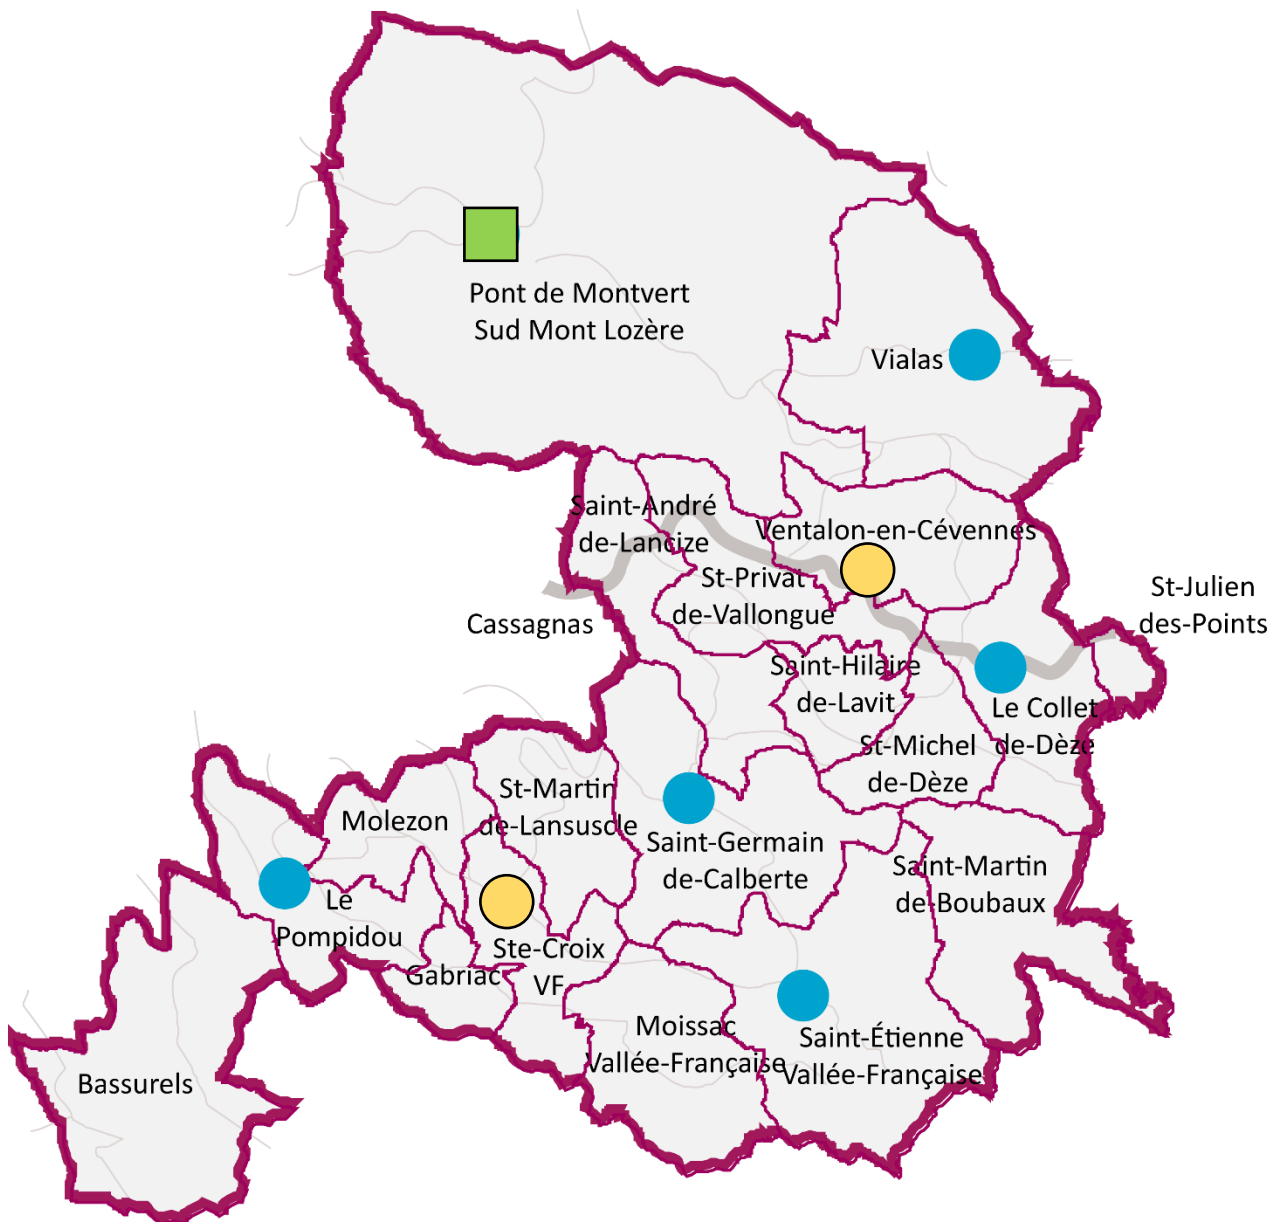 Pont de Montvert
Sud Mont Lozère
Vialas
Saint-André
de-Lancize
Ventalon-en-Cévennes
St-Privat
de-Vallongue
St-Julien
des-Points
Cassagnas
Saint-Hilaire
de-Lavit
Le Collet
de-Dèze
St-Michel
de-Dèze
St-Martin
de-Lansuscle
Molezon
Saint-Germain
de-Calberte
Saint-Martin
de-Boubaux
Le
Pompidou
Ste-Croix
VF
Gabriac
Moissac
Vallée-Française
Saint-Étienne
Vallée-Française
Bassurels